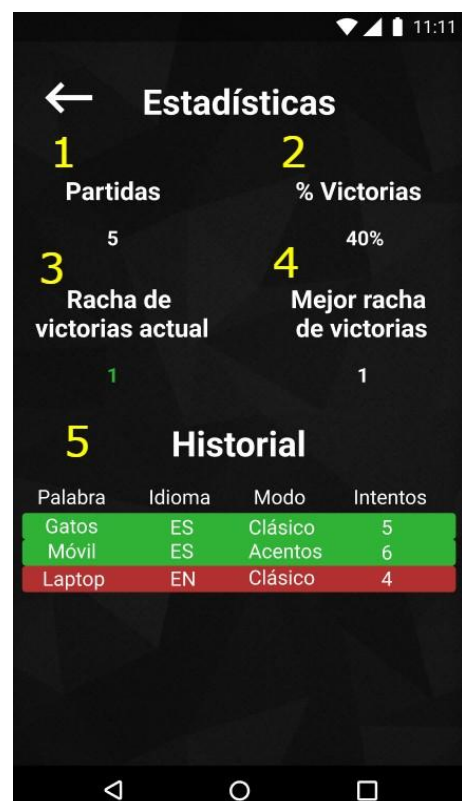 11:11
Estadísticas
1
2
Partidas
% Victorias
5
40%
3
4
Racha de
victorias actual
Mejor racha
de victorias
1
1
5
Historial
Palabra Idioma Modo Intentos
Gatos ES Clásico 5
Móvil ES Acentos 6
Laptop EN Clásico 4